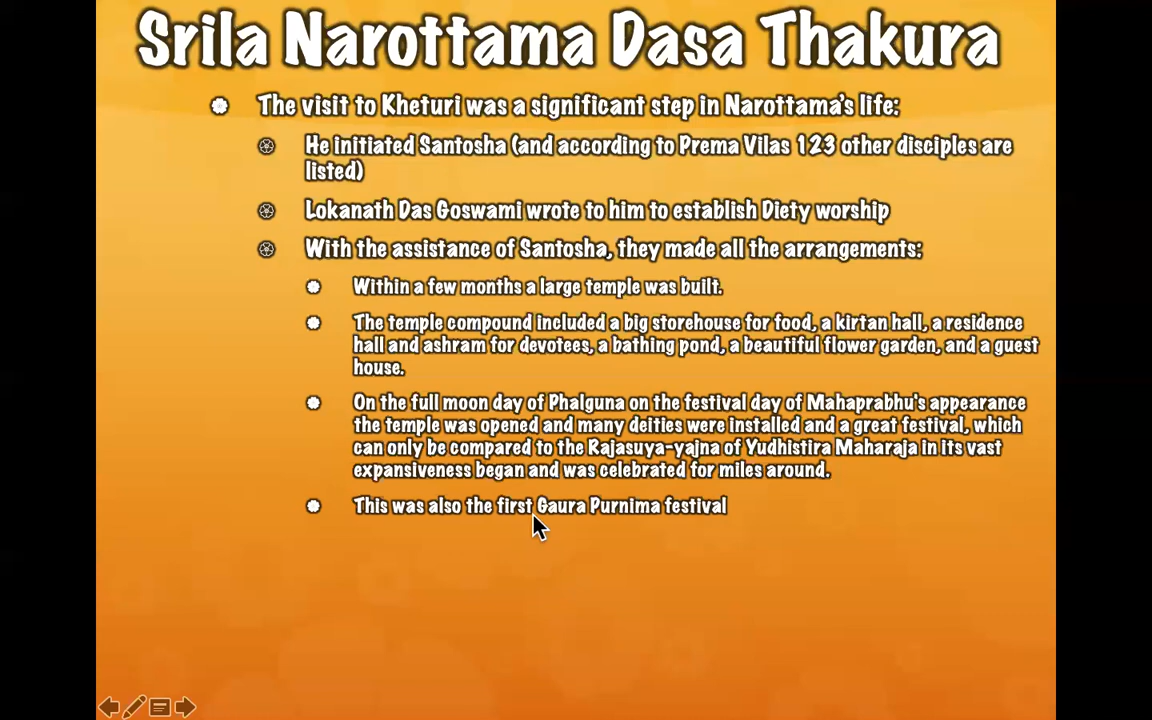 Srila Narottama Dasa Thakura
The visit to Kheturi was a significant step in Narottama's life:
He initiated Santosha (and according to Prema Vilas 123 other disciples are
listed)
Lokanath Das Goswami wrote to him to establish Diety worship
With the assistance of Santosha, they made all the arrangements:
Within a few months a large temple was built.
The temple compound included a big storehouse for food, a kirtan hall, a residence
hall and ashram for devotees, a bathing pond, a beautiful flower garden, and a guest
house.
On the full moon day of Phalguna on the festival day of Mahaprabhu's appearance
the temple was opened and many deities were installed and a great festival, which
can only be compared to the Rajasuya-yajna of Yudhistira Maharaja in its vast
expansiveness began and was celebrated for miles around.
This was also the first Gaura Purnima festival